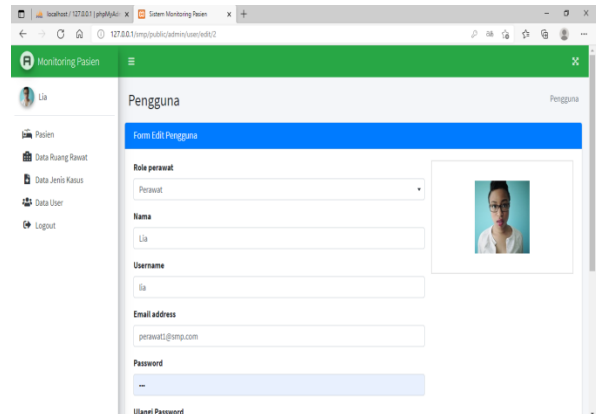 localhost / 127.0.0.1 | phpMyAd
Sistem Monitoring Pasien
127.0.0.1/smp/public/admin/user/edit/2
Monitoring Pasien
Lia
Pasien
Data Ruang Rawat
Data Jenis Kasus
Data User
Logout
Pengguna
Pengguna
Form Edit Pengguna
Role perawat
Perawat
Nama
Lia
Username
lia
Email address
perawat1@smp.com
Password
Ulangi Password